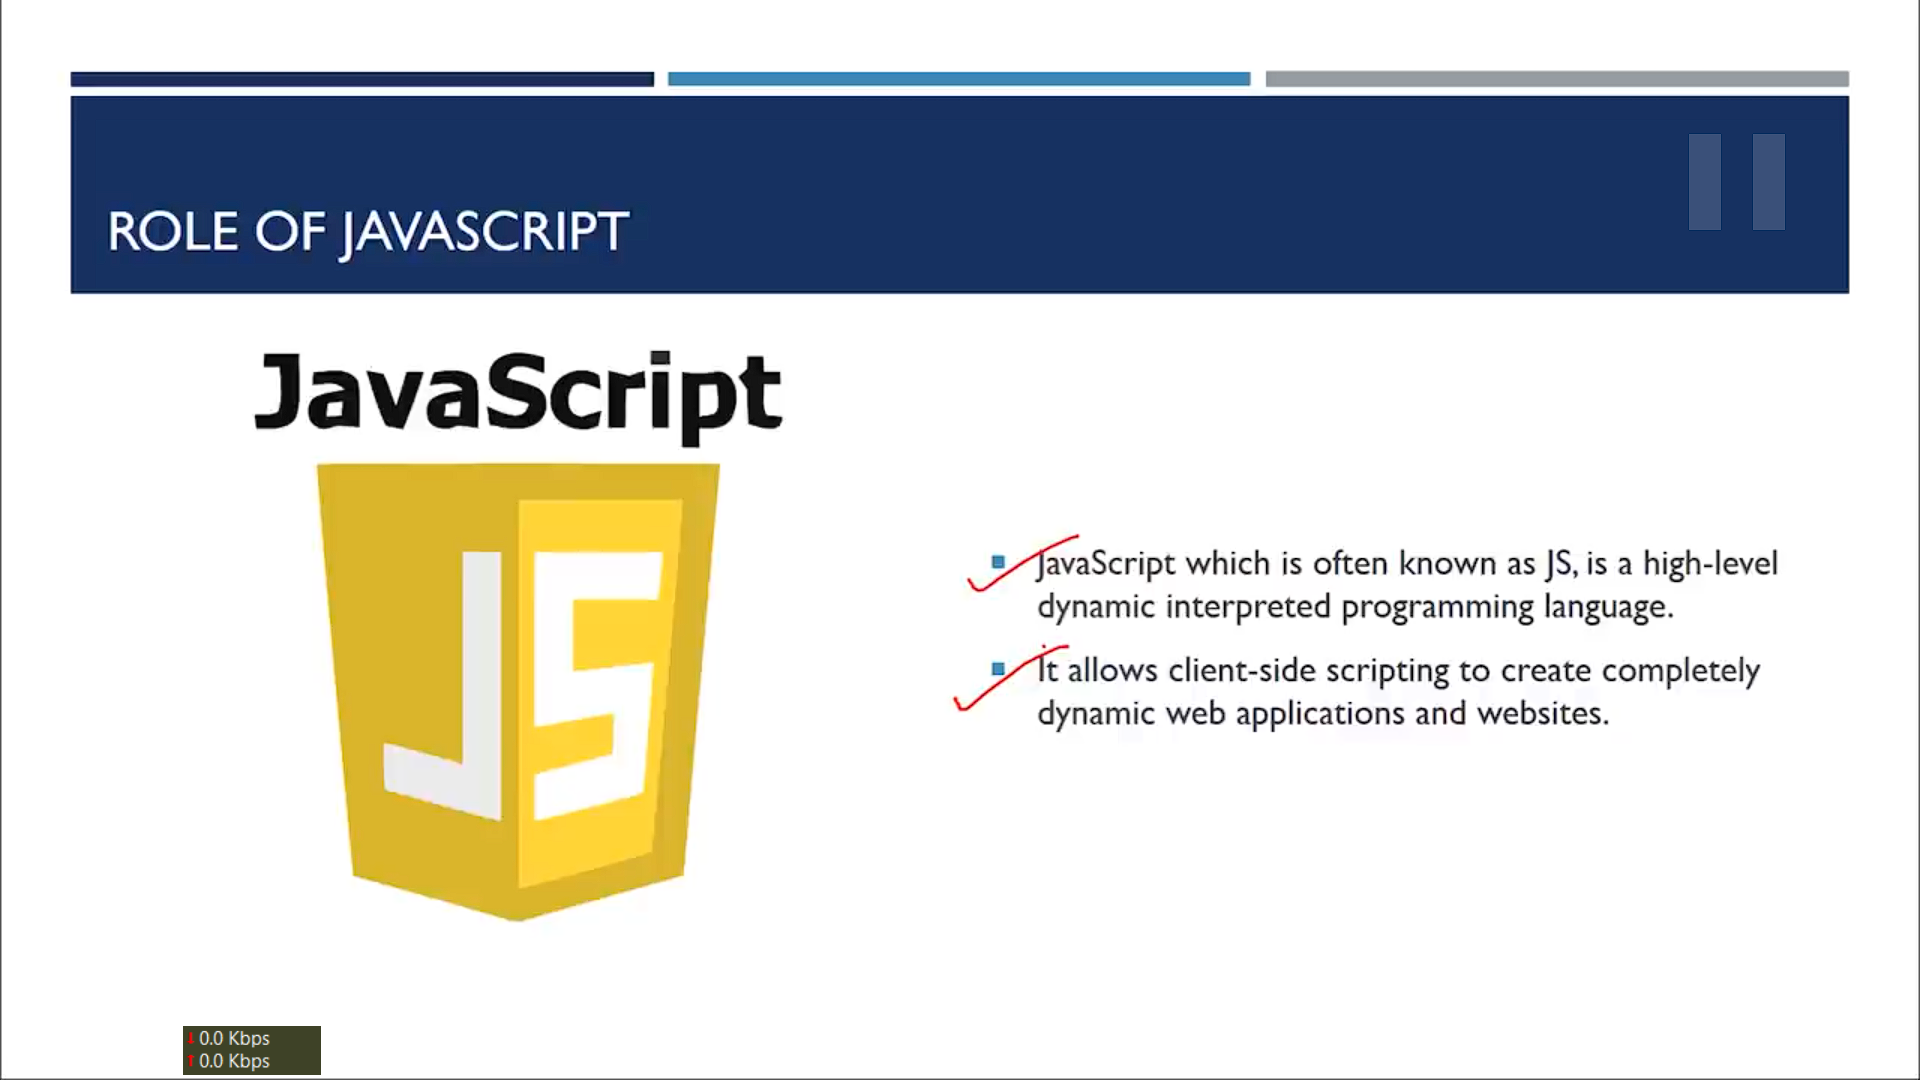 ROLE OF JAVASCRIPT
JavaScript
JS
JavaScript which is often known as JS, is a high-level
dynamic interpreted programming language.
It allows client-side scripting to create completely
dynamic web applications and websites.
0.0 Kbps
0.0 Kbps